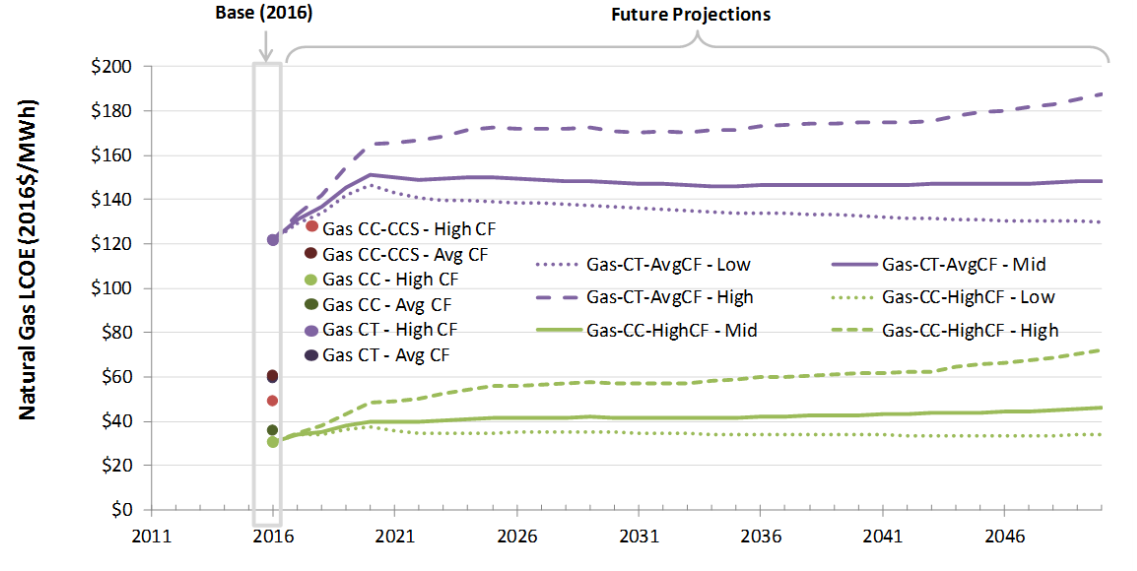 Base (2016)
Future Projections
Natural Gas LCOE (2016$/MWh)
$200
$180
$160
$140
$120
$100
$80
$60
$40
$20
$0
Gas CC-CCS - High CF
Gas CC-CCS - Avg CF
Gas CC - High CF
Gas CC - Avg CF
Gas CT - High CF
Gas CT - Avg CF
Gas-CT-AvgCF - Low
Gas-CT-AvgCF - Mid
Gas-CT-AvgCF - High
Gas-CC-HighCF - Low
Gas-CC-HighCF - Mid
Gas-CC-HighCF - High
2011 2016 2021 2026 2031 2036 2041 2046